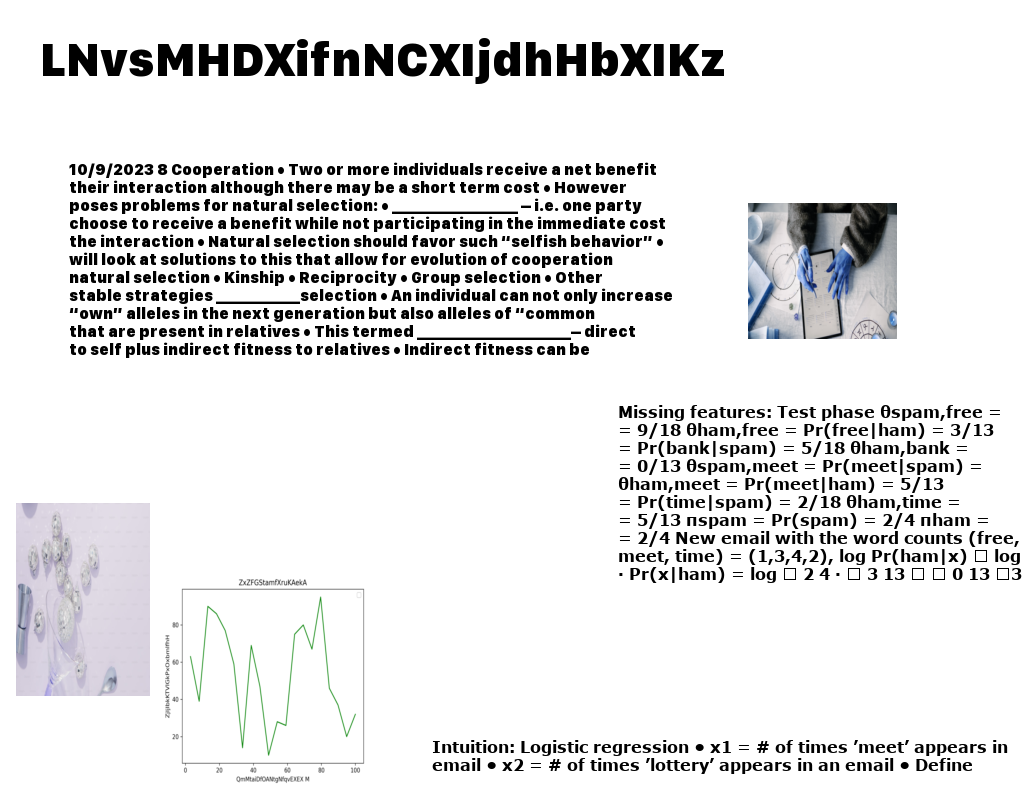 LNvsMHDXifnNCXIjdhHbXIKz
10/9/2023 8 Cooperation • Two or more individuals receive a net benefit
their interaction although there may be a short term cost • However
poses problems for natural selection: • __________________ – i.e. one party
choose to receive a benefit while not participating in the immediate cost
the interaction • Natural selection should favor such “selfish behavior” •
will look at solutions to this that allow for evolution of cooperation
natural selection • Kinship • Reciprocity • Group selection • Other
stable strategies ____________selection • An individual can not only increase
“own” alleles in the next generation but also alleles of “common
that are present in relatives • This termed ______________________– direct
to self plus indirect fitness to relatives • Indirect fitness can be
Missing features: Test phase θspam,free =
= 9/18 θham,free = Pr(free|ham) = 3/13
= Pr(bank|spam) = 5/18 θham,bank =
= 0/13 θspam,meet = Pr(meet|spam) =
θham,meet = Pr(meet|ham) = 5/13
= Pr(time|spam) = 2/18 θham,time =
= 5/13 πspam = Pr(spam) = 2/4 πham =
= 2/4 New email with the word counts (free,
meet, time) = (1,3,4,2), log Pr(ham|x) □ log
· Pr(x|ham) = log □ 2 4 · □ 3 13 □ □ 0 13 □3
ZxZFGStamfXruKAekA
80
60
40
20
0 20 40 60 80 100
Intuition: Logistic regression • x1 = # of times ’meet’ appears in
email • x2 = # of times ’lottery’ appears in an email • Define